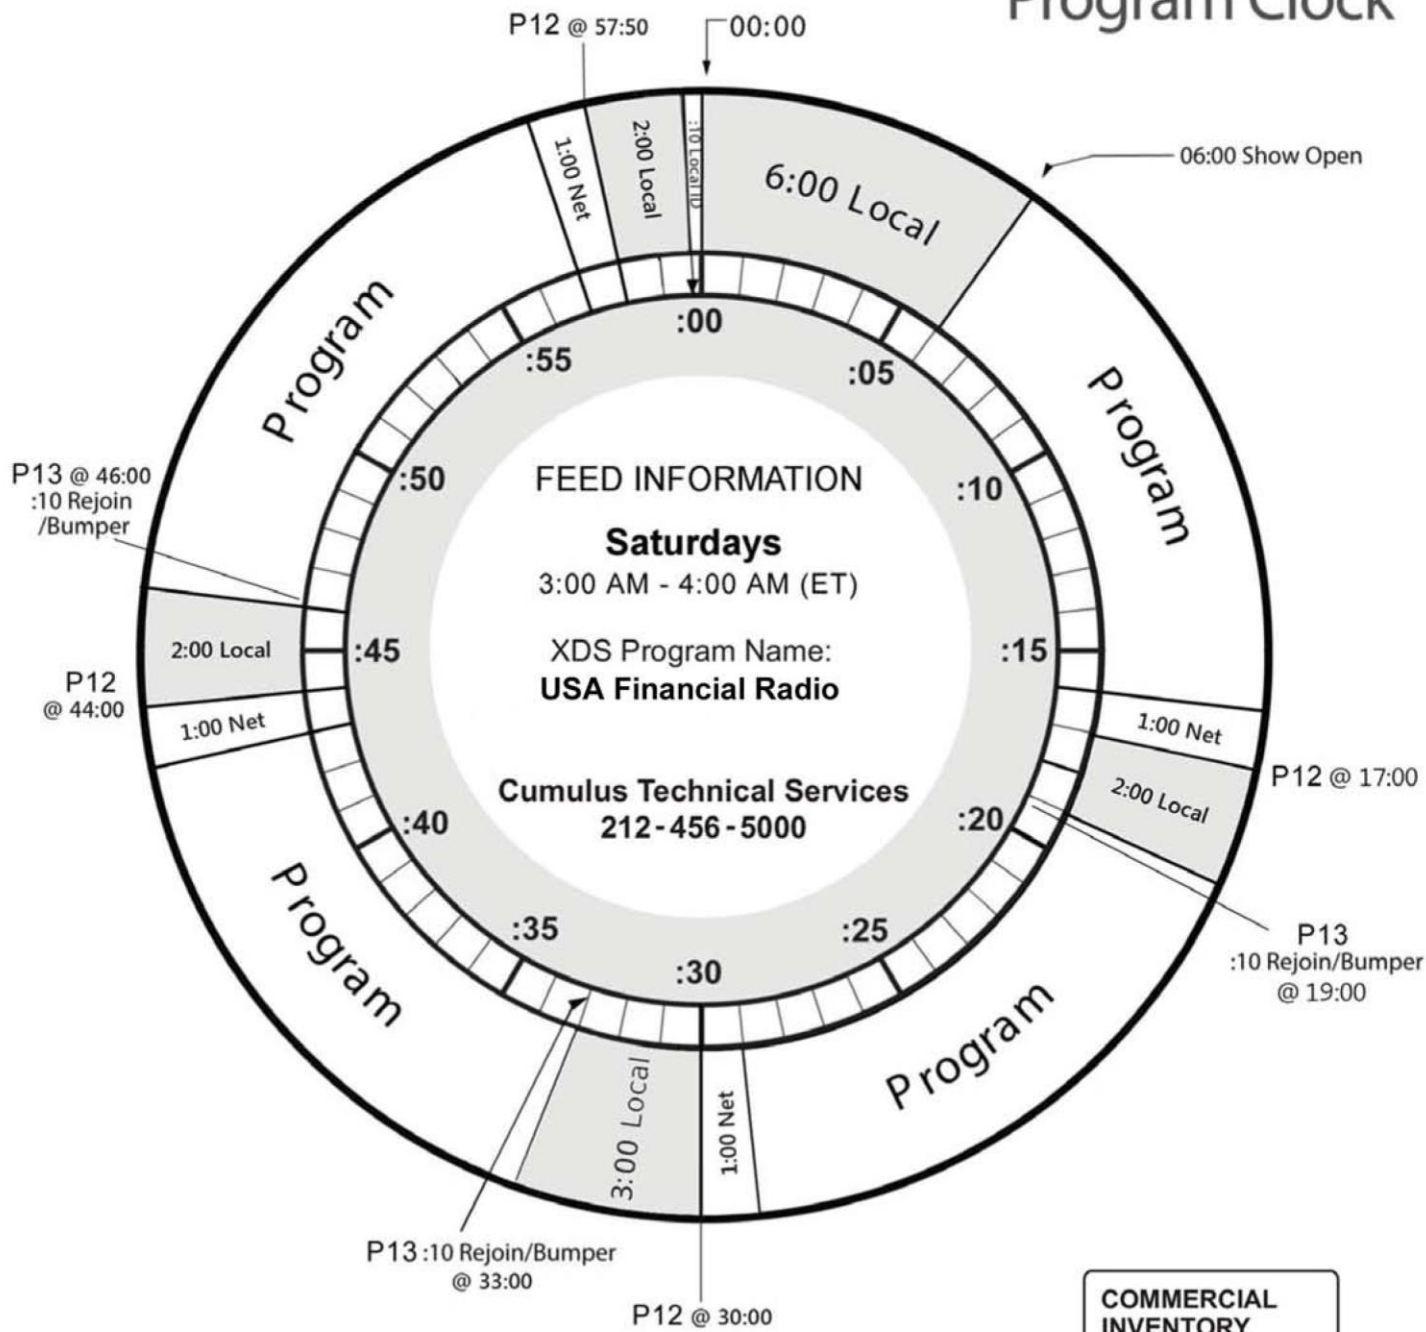 Program Clock
P12 @ 57:50
00:00
06:00 Show Open
1:00 Net
2:00 Local
:10 Local ID
6:00 Local
Program
Program
:00
:05
:10
:15
:20
:25
:30
:35
:40
:45
:50
:55
FEED INFORMATION
Saturdays
3:00 AM - 4:00 AM (ET)
XDS Program Name:
USA Financial Radio
Cumulus Technical Services
212-456-5000
P13 @ 46:00
:10 Rejoin
/Bumper
2:00 Local
P12
@ 44:00
1:00 Net
1:00 Net
P12 @ 17:00
2:00 Local
P13
:10 Rejoin/Bumper
@ 19:00
Program
Program
3:00 Local
1:00 Net
P13 :10 Rejoin/Bumper
@ 33:00
P12 @ 30:00
COMMERCIAL
INVENTORY